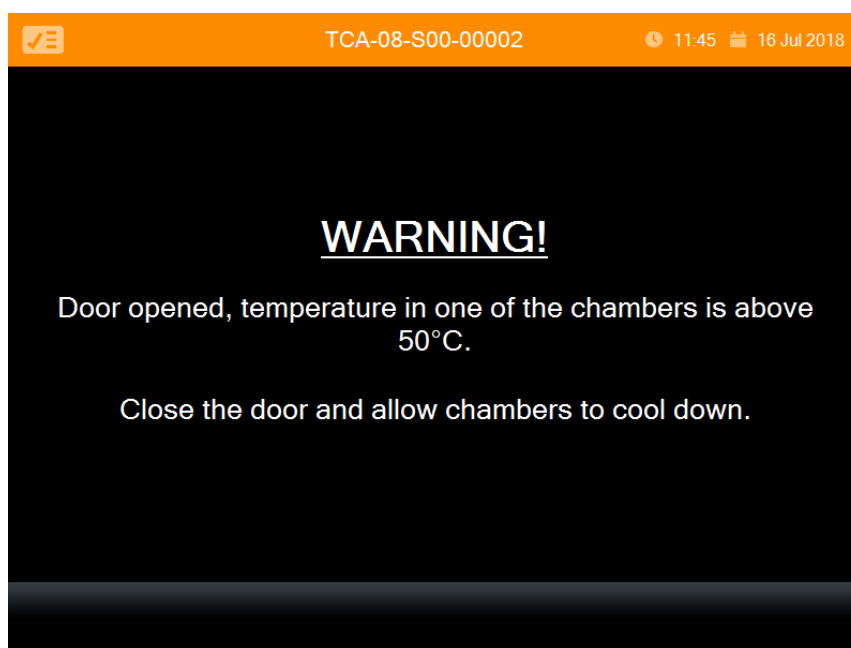 TCA-08-S00-00002
11:45
16 Jul 2018
WARNING!
Door opened, temperature in one of the chambers is above
50°C.
Close the door and allow chambers to cool down.